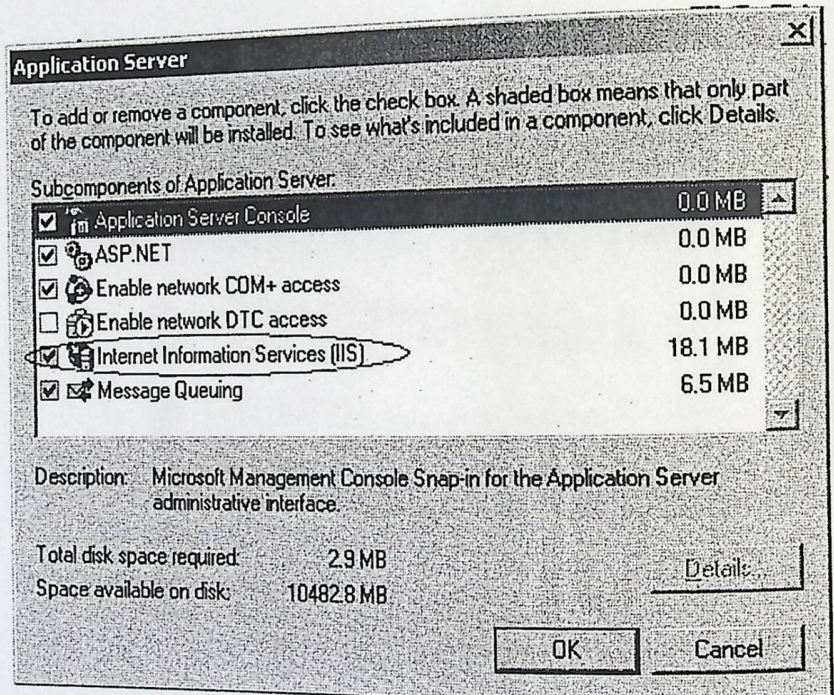 Application Server
To add or remove a component, click the check box. A shaded box means that only part
of the component will be installed. To see what's included in a component, click Details.
Subcomponents of Application Server:
Application Server Console 0.0 MB
ASP.NET 0.0 MB
Enable network COM+ access 0.0 MB
Enable network DTC access 0.0 MB
Internet Information Services (IIS) 18.1 MB
Message Queuing 6.5 MB
Description: Microsoft Management Console Snap-in for the Application Server
administrative interface.
Total disk space required: 2.9 MB
Details...
Space available on disk: 10482.8 MB
OK Cancel